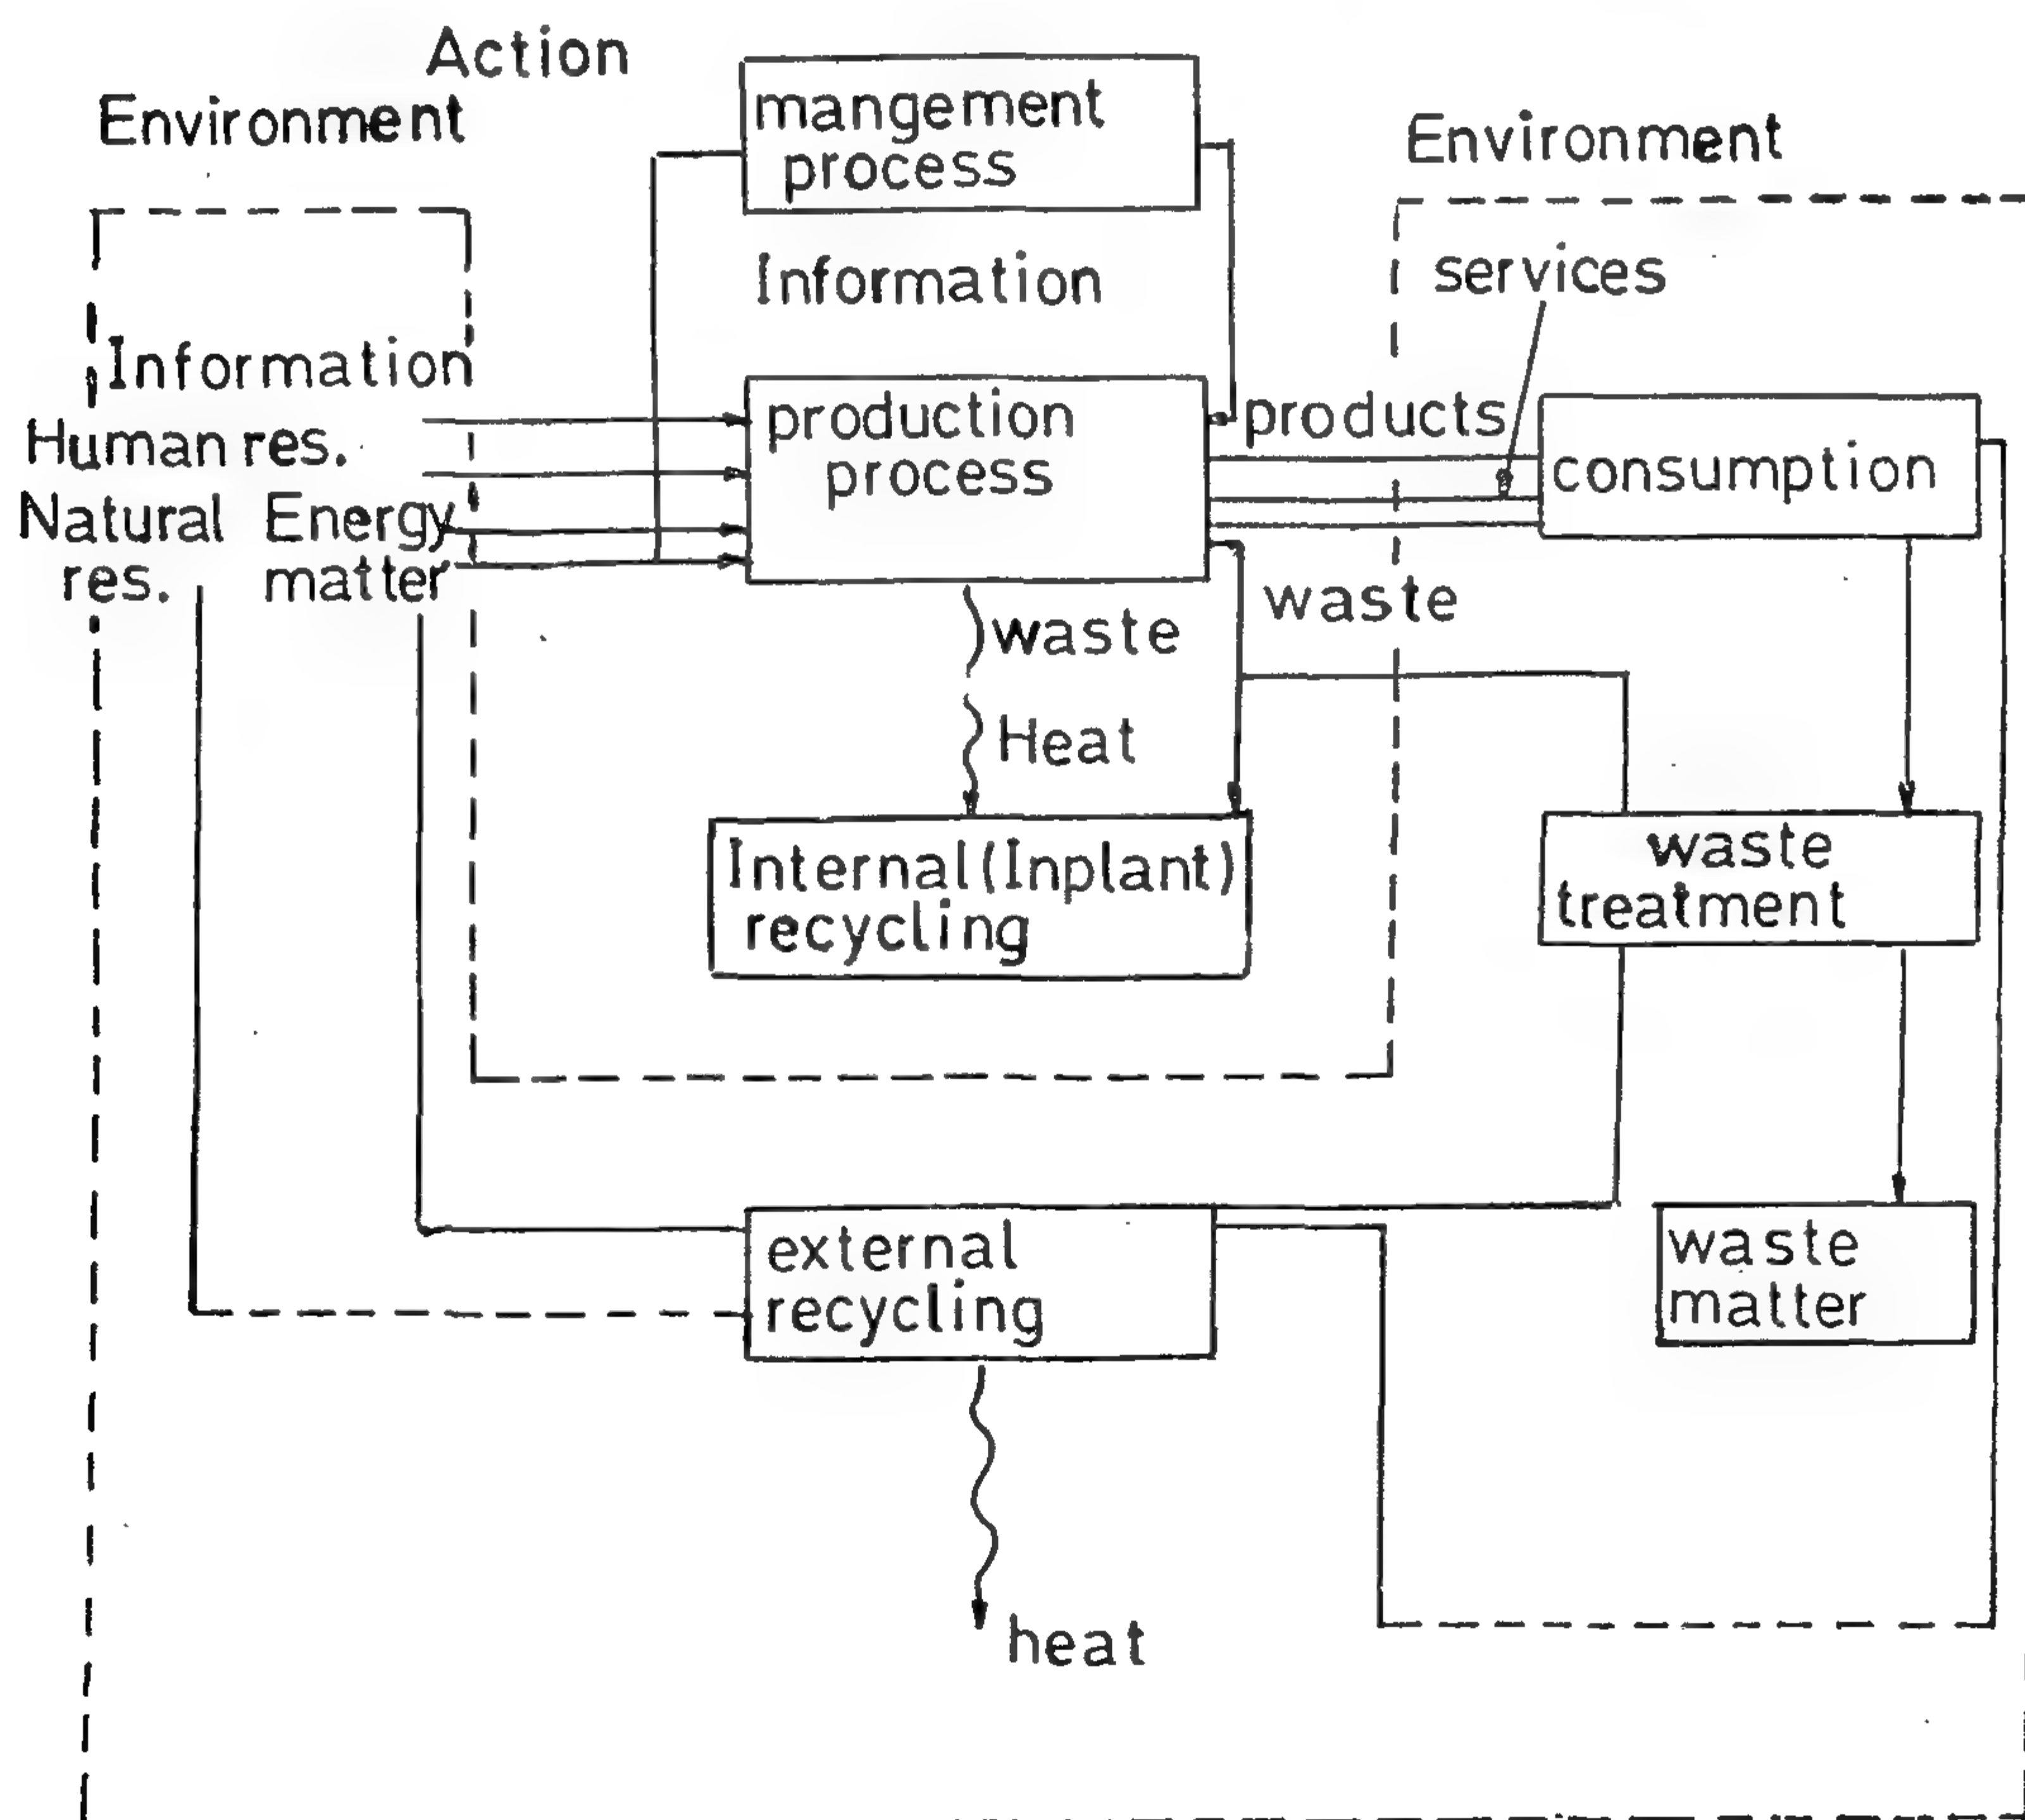 Action
Environment
mangement
process
Environment
Information
services
Information
Human res.
Natural Energy
res. matter
production
process
products
consumption
waste
waste
Heat
Internal(Inplant)
recycling
waste
treatment
external
recycling
waste
matter
heat